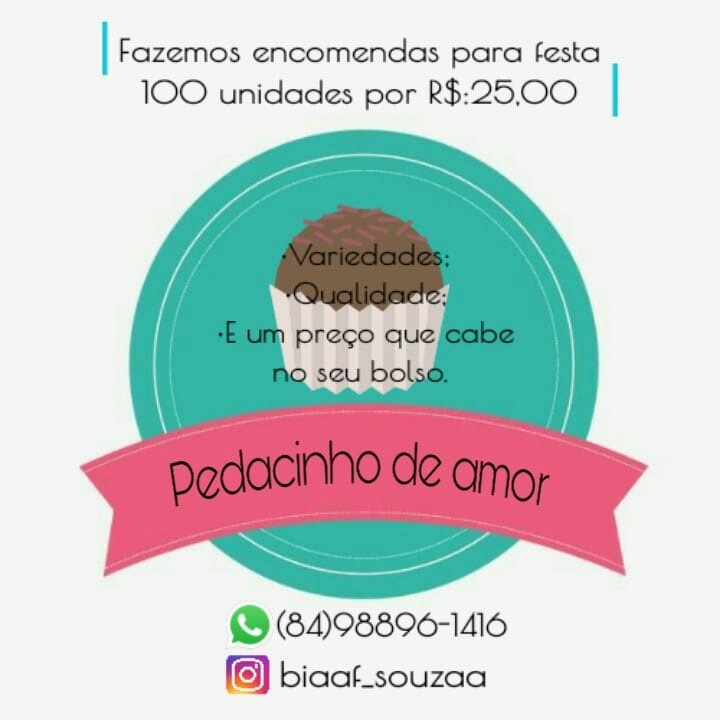 Fazemos encomendas para festa
100 unidades por R$:25,00
·Variedades;
·Qualidade;
·E um preço que cabe
no seu bolso.
Pedacinho de amor
(84)98896-1416
biaaf_souzaa